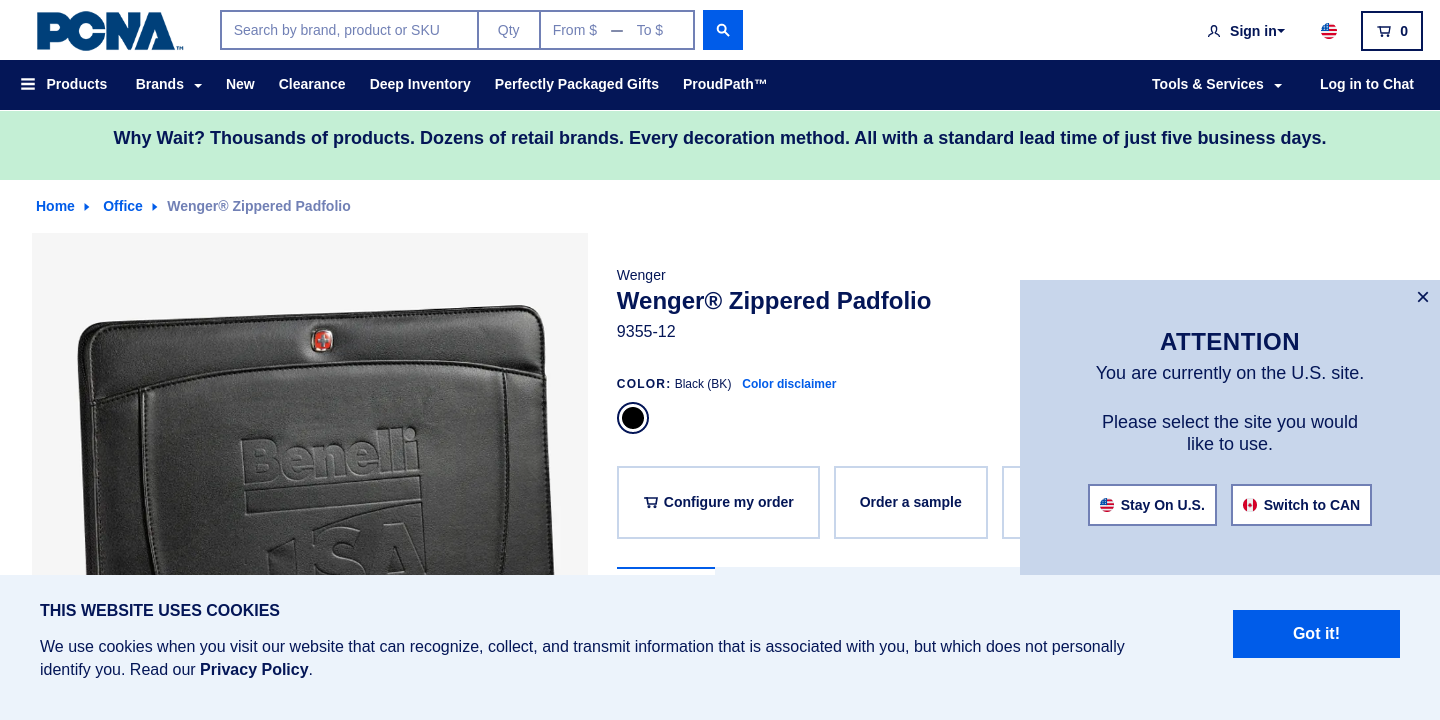 PCNA™
Search by brand, product or SKU
Qty
From $ — To $
Sign in
0
Products
Brands
New
Clearance
Deep Inventory
Perfectly Packaged Gifts
ProudPath™
Tools & Services
Log in to Chat
Why Wait? Thousands of products. Dozens of retail brands. Every decoration method. All with a standard lead time of just five business days.
Home
Office
Wenger® Zippered Padfolio
Benelli
USA
Wenger
Wenger® Zippered Padfolio
9355-12
COLOR: Black (BK)
Color disclaimer
Configure my order
Order a sample
×
ATTENTION
You are currently on the U.S. site.
Please select the site you would
like to use.
Stay On U.S.
Switch to CAN
THIS WEBSITE USES COOKIES
We use cookies when you visit our website that can recognize, collect, and transmit information that is associated with you, but which does not personally
identify you. Read our Privacy Policy.
Got it!